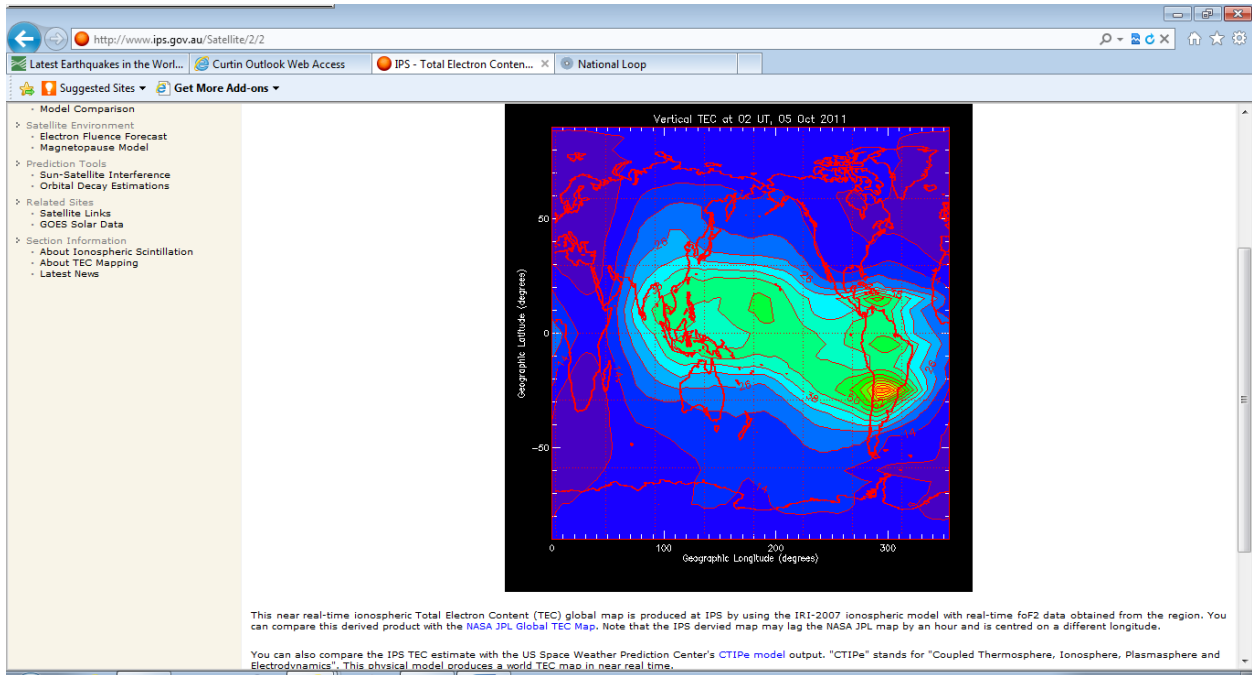 http://www.ips.gov.au/Satellite/2/2
Latest Earthquakes in the Worl...
Curtin Outlook Web Access
IPS - Total Electron Conten...
National Loop
Suggested Sites
Get More Add-ons
Model Comparison
Satellite Environment
Electron Fluence Forecast
Magnetopause Model
Prediction Tools
Sun-Satellite Interference
Orbital Decay Estimations
Related Sites
Satellite Links
GOES Solar Data
Section Information
About Ionospheric Scintillation
About TEC Mapping
Latest News
Vertical TEC at 02 UT, 05 Oct 2011
Geographic Latitude (degrees)
50
0
-50
0 100 200 300
Geographic Longitude (degrees)
This near real-time ionospheric Total Electron Content (TEC) global map is produced at IPS by using the IRI-2007 ionospheric model with real-time foF2 data obtained from the region. You
can compare this derived product with the NASA JPL Global TEC Map. Note that the IPS dervied map may lag the NASA JPL map by an hour and is centred on a different longitude.
You can also compare the IPS TEC estimate with the US Space Weather Prediction Center's CTIPe model output. "CTIPe" stands for "Coupled Thermosphere, Ionosphere, Plasmasphere and
Electrodynamics". This physical model produces a world TEC map in near real time.